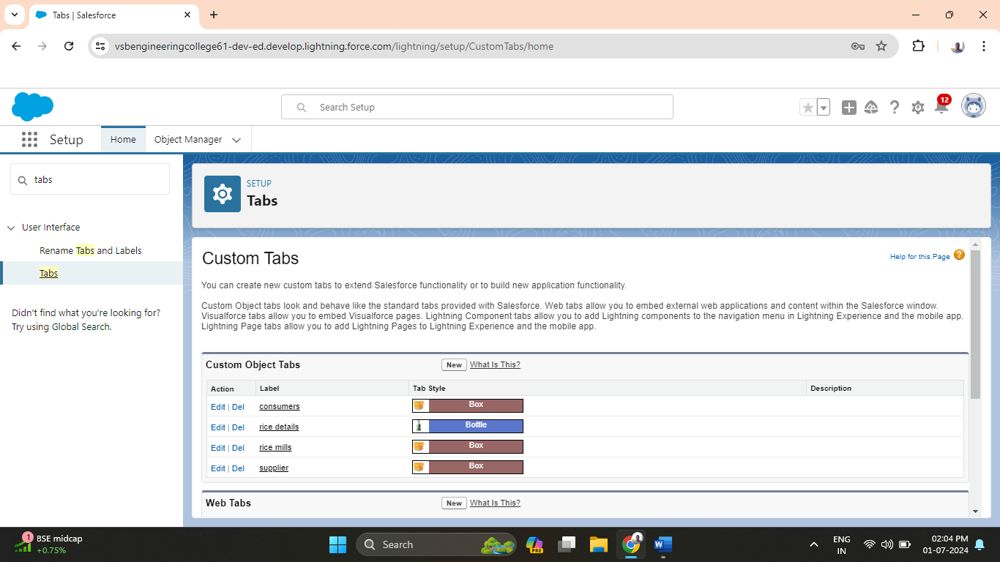 Tabs | Salesforce
vsbengineeringcollege61-dev-ed.develop.lightning.force.com/lightning/setup/CustomTabs/home
Search Setup
12
Setup
Home
Object Manager
tabs
User Interface
Rename Tabs and Labels
Tabs
Didn't find what you're looking for?
Try using Global Search.
SETUP
Tabs
Custom Tabs
Help for this Page
You can create new custom tabs to extend Salesforce functionality or to build new application functionality.
Custom Object tabs look and behave like the standard tabs provided with Salesforce. Web tabs allow you to embed external web applications and content within the Salesforce window.
Visualforce tabs allow you to embed Visualforce pages. Lightning Component tabs allow you to add Lightning components to the navigation menu in Lightning Experience and the mobile app.
Lightning Page tabs allow you to add Lightning Pages to Lightning Experience and the mobile app.
Custom Object Tabs New What Is This?
Action Label Tab Style Description
Edit | Del consumers Box
Edit | Del rice details Bottle
Edit | Del rice mills Box
Edit | Del supplier Box
Web Tabs New What Is This?
1
BSE midcap
+0.75%
Search
PRE
ENG
IN
02:04 PM
01-07-2024